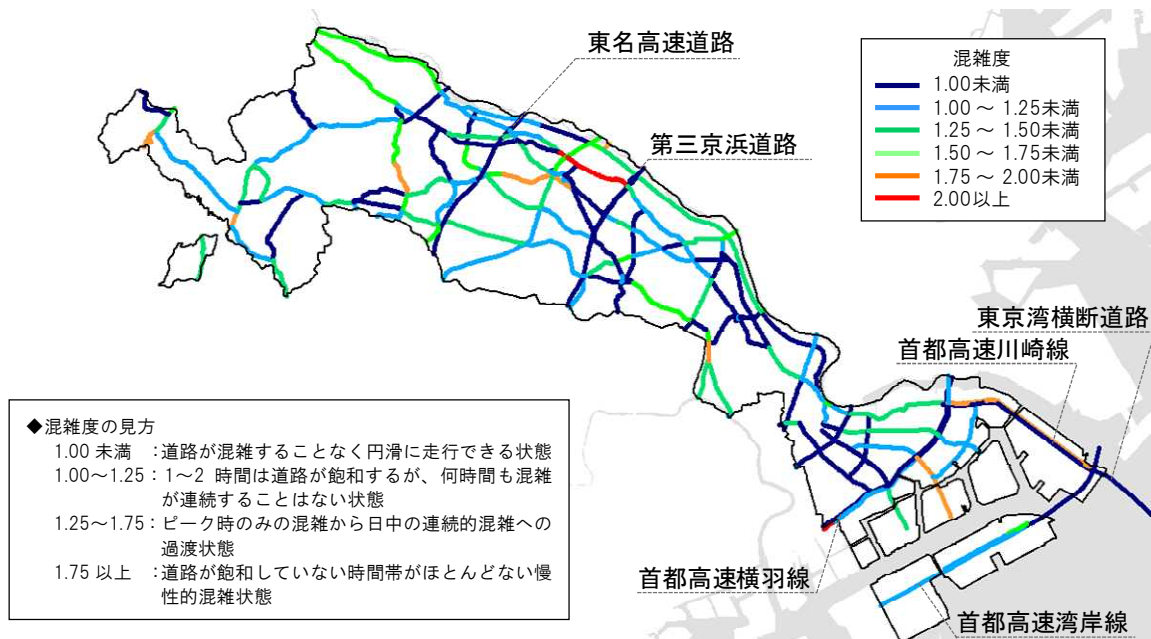 東名高速道路
第三京浜道路
混雑度
1.00未満
1.00 ~ 1.25未満
1.25 ~ 1.50未満
1.50 ~ 1.75未満
1.75 ~ 2.00未満
2.00以上
東京湾横断道路
首都高速川崎線
◆混雑度の見方
1.00 未満 :道路が混雑することなく円滑に走行できる状態
1.00~1.25:1~2 時間は道路が飽和するが、何時間も混雑
が連続することはない状態
1.25~1.75:ピーク時のみの混雑から日中の連続的混雑への
過渡状態
1.75 以上 :道路が飽和していない時間帯がほとんどない慢
性的混雑状態
首都高速横羽線
首都高速湾岸線